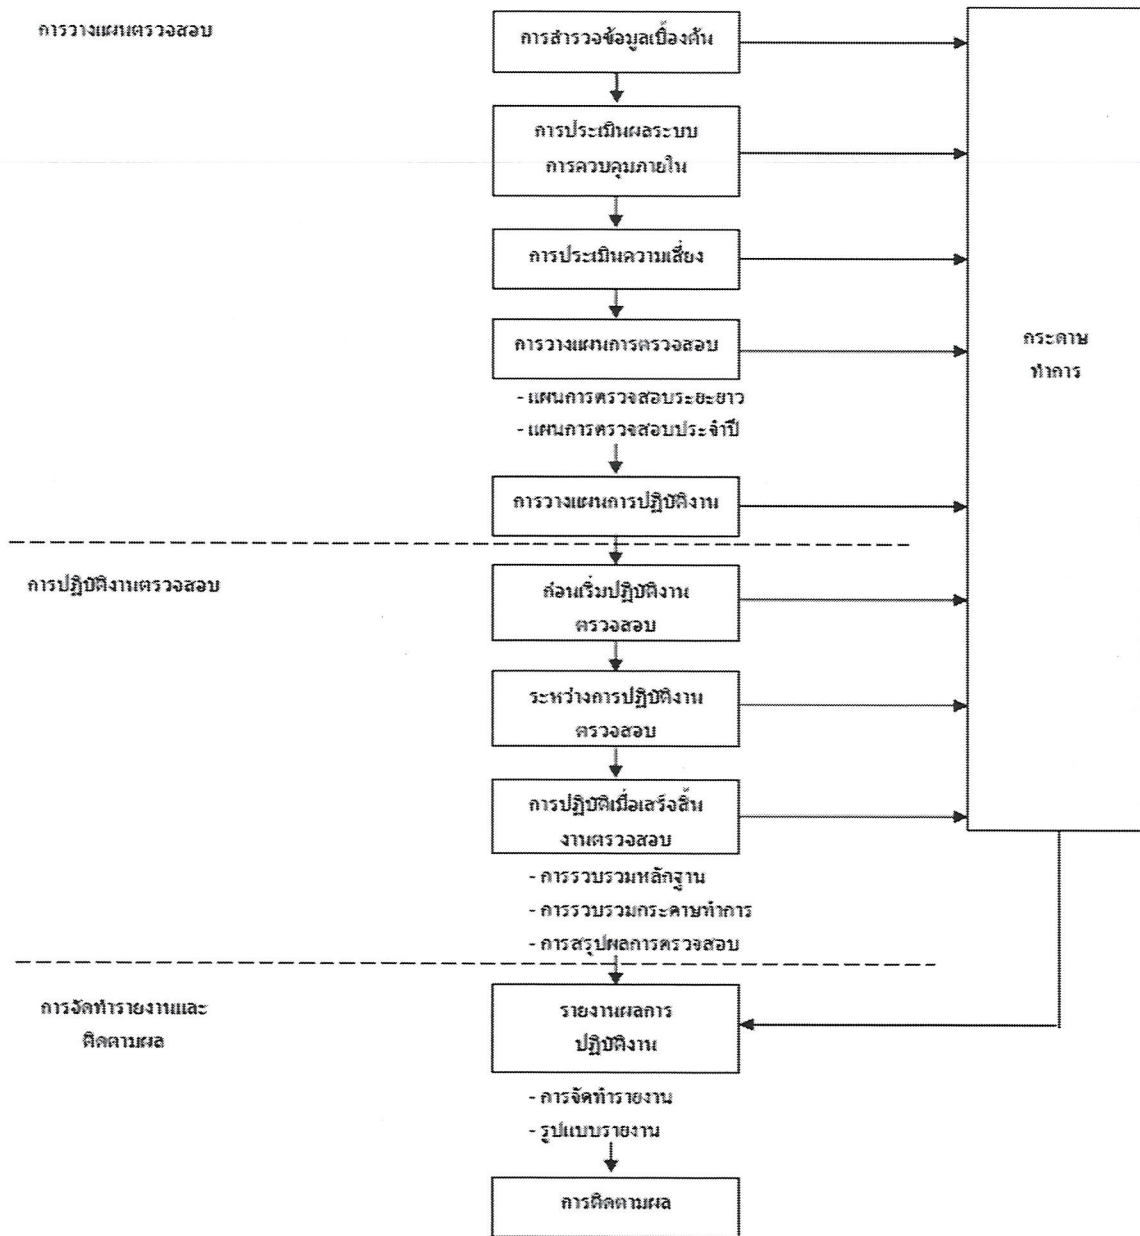 การวางแผนตรวจสอบ
การสำรวจข้อมูลเบื้องต้น
การประเมินผลระบบ
การควบคุมภายใน
การประเมินความเสี่ยง
การวางแผนการตรวจสอบ
- แผนการตรวจสอบระยะยาว
- แผนการตรวจสอบประจำปี
การวางแผนการปฏิบัติงาน
กระดาษ
ทำการ
การปฏิบัติงานตรวจสอบ
ก่อนเริ่มปฏิบัติงาน
ตรวจสอบ
ระหว่างการปฏิบัติงาน
ตรวจสอบ
การปฏิบัติเมื่อเสร็จสิ้น
งานตรวจสอบ
- การรวบรวมหลักฐาน
- การรวบรวมกระดาษทำการ
- การสรุปผลการตรวจสอบ
การจัดทำรายงานและ
ติดตามผล
รายงานผลการ
ปฏิบัติงาน
- การจัดทำรายงาน
- รูปแบบรายงาน
การติดตามผล